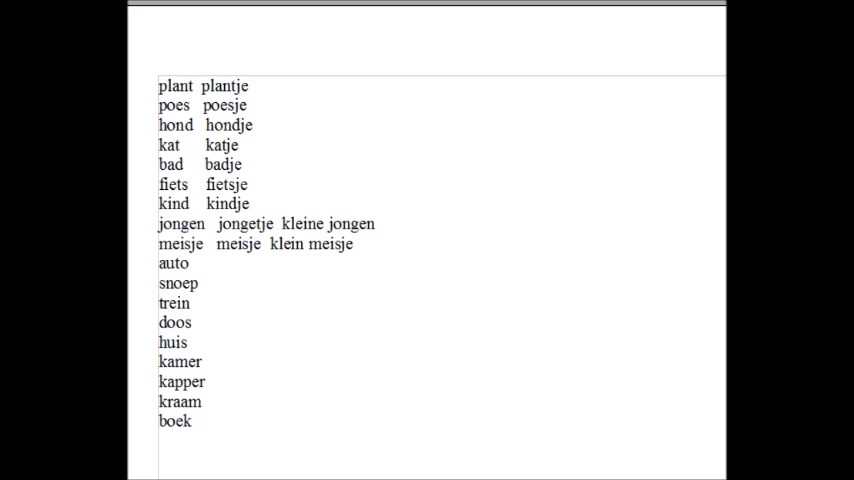 plant plantje
poes poesje
hond hondje
kat katje
bad badje
fiets fietsje
kind kindje
jongen jongetje kleine jongen
meisje meisje klein meisje
auto
snoep
trein
doos
huis
kamer
kapper
kraam
boek